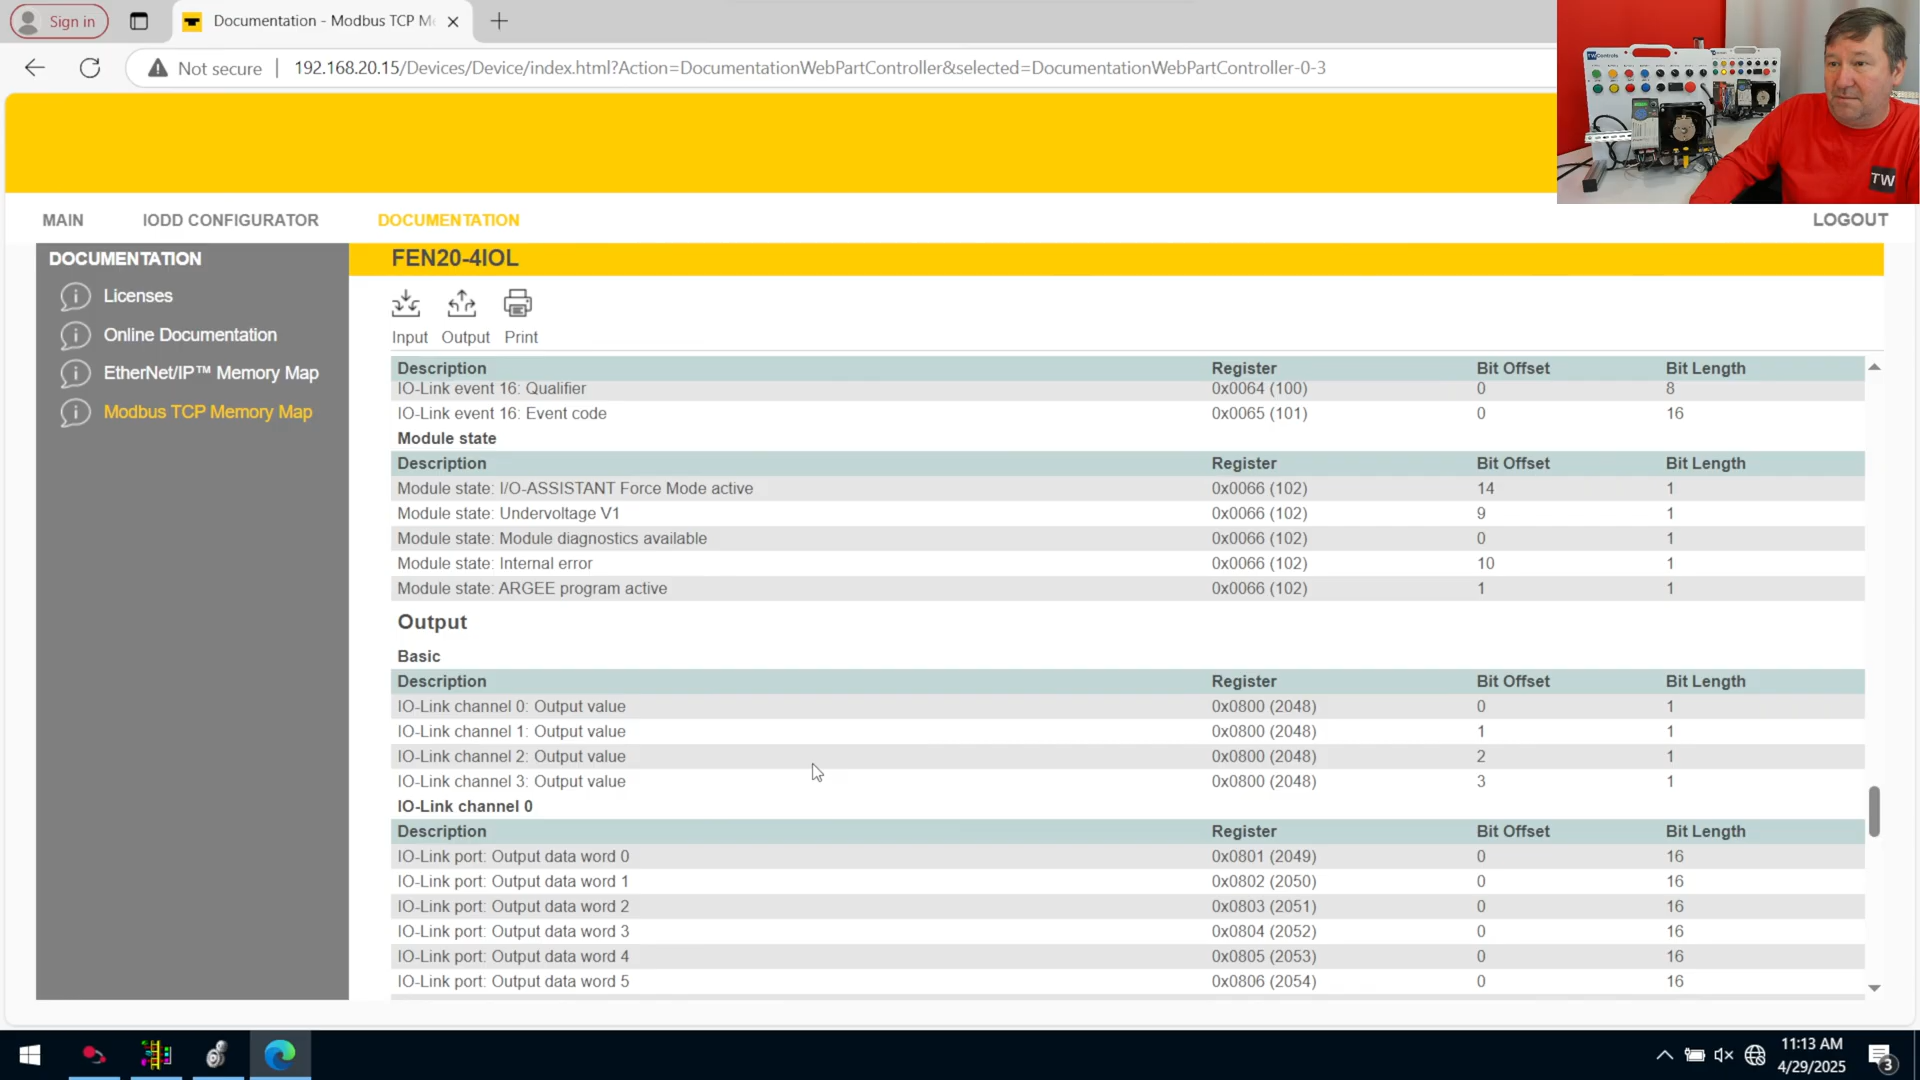 Sign in
Documentation - Modbus TCP Me
Not secure
192.168.20.15/Devices/Device/index.html?Action=DocumentationWebPartController&selected=DocumentationWebPartController-0-3
TW Controls
TW
MAIN IODD CONFIGURATOR DOCUMENTATION LOGOUT
DOCUMENTATION
Licenses
Online Documentation
EtherNet/IP™ Memory Map
Modbus TCP Memory Map
FEN20-4IOL
Input Output Print
Description Register Bit Offset Bit Length
IO-Link event 16: Qualifier 0x0064 (100) 0 8
IO-Link event 16: Event code 0x0065 (101) 0 16
Module state
Description Register Bit Offset Bit Length
Module state: I/O-ASSISTANT Force Mode active 0x0066 (102) 14 1
Module state: Undervoltage V1 0x0066 (102) 9 1
Module state: Module diagnostics available 0x0066 (102) 0 1
Module state: Internal error 0x0066 (102) 10 1
Module state: ARGEE program active 0x0066 (102) 1 1
Output
Basic
Description Register Bit Offset Bit Length
IO-Link channel 0: Output value 0x0800 (2048) 0 1
IO-Link channel 1: Output value 0x0800 (2048) 1 1
IO-Link channel 2: Output value 0x0800 (2048) 2 1
IO-Link channel 3: Output value 0x0800 (2048) 3 1
IO-Link channel 0
Description Register Bit Offset Bit Length
IO-Link port: Output data word 0 0x0801 (2049) 0 16
IO-Link port: Output data word 1 0x0802 (2050) 0 16
IO-Link port: Output data word 2 0x0803 (2051) 0 16
IO-Link port: Output data word 3 0x0804 (2052) 0 16
IO-Link port: Output data word 4 0x0805 (2053) 0 16
IO-Link port: Output data word 5 0x0806 (2054) 0 16
11:13 AM
4/29/2025
3